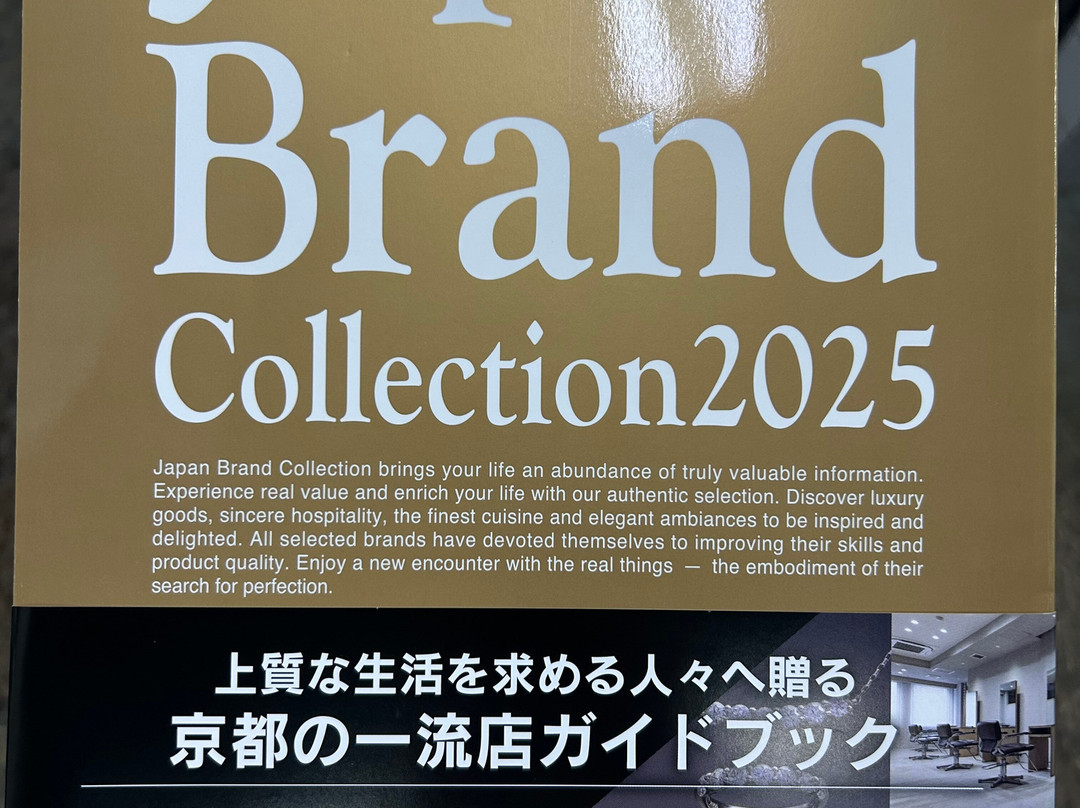 Brand
Collection2025
Japan Brand Collection brings your life an abundance of truly valuable information.
Experience real value and enrich your life with our authentic selection. Discover luxury
goods, sincere hospitality, the finest cuisine and elegant ambiances to be inspired and
delighted. All selected brands have devoted themselves to improving their skills and
product quality. Enjoy a new encounter with the real things — the embodiment of their
search for perfection.
上質な生活を求める人々へ贈る
京都の一流店ガイドブック